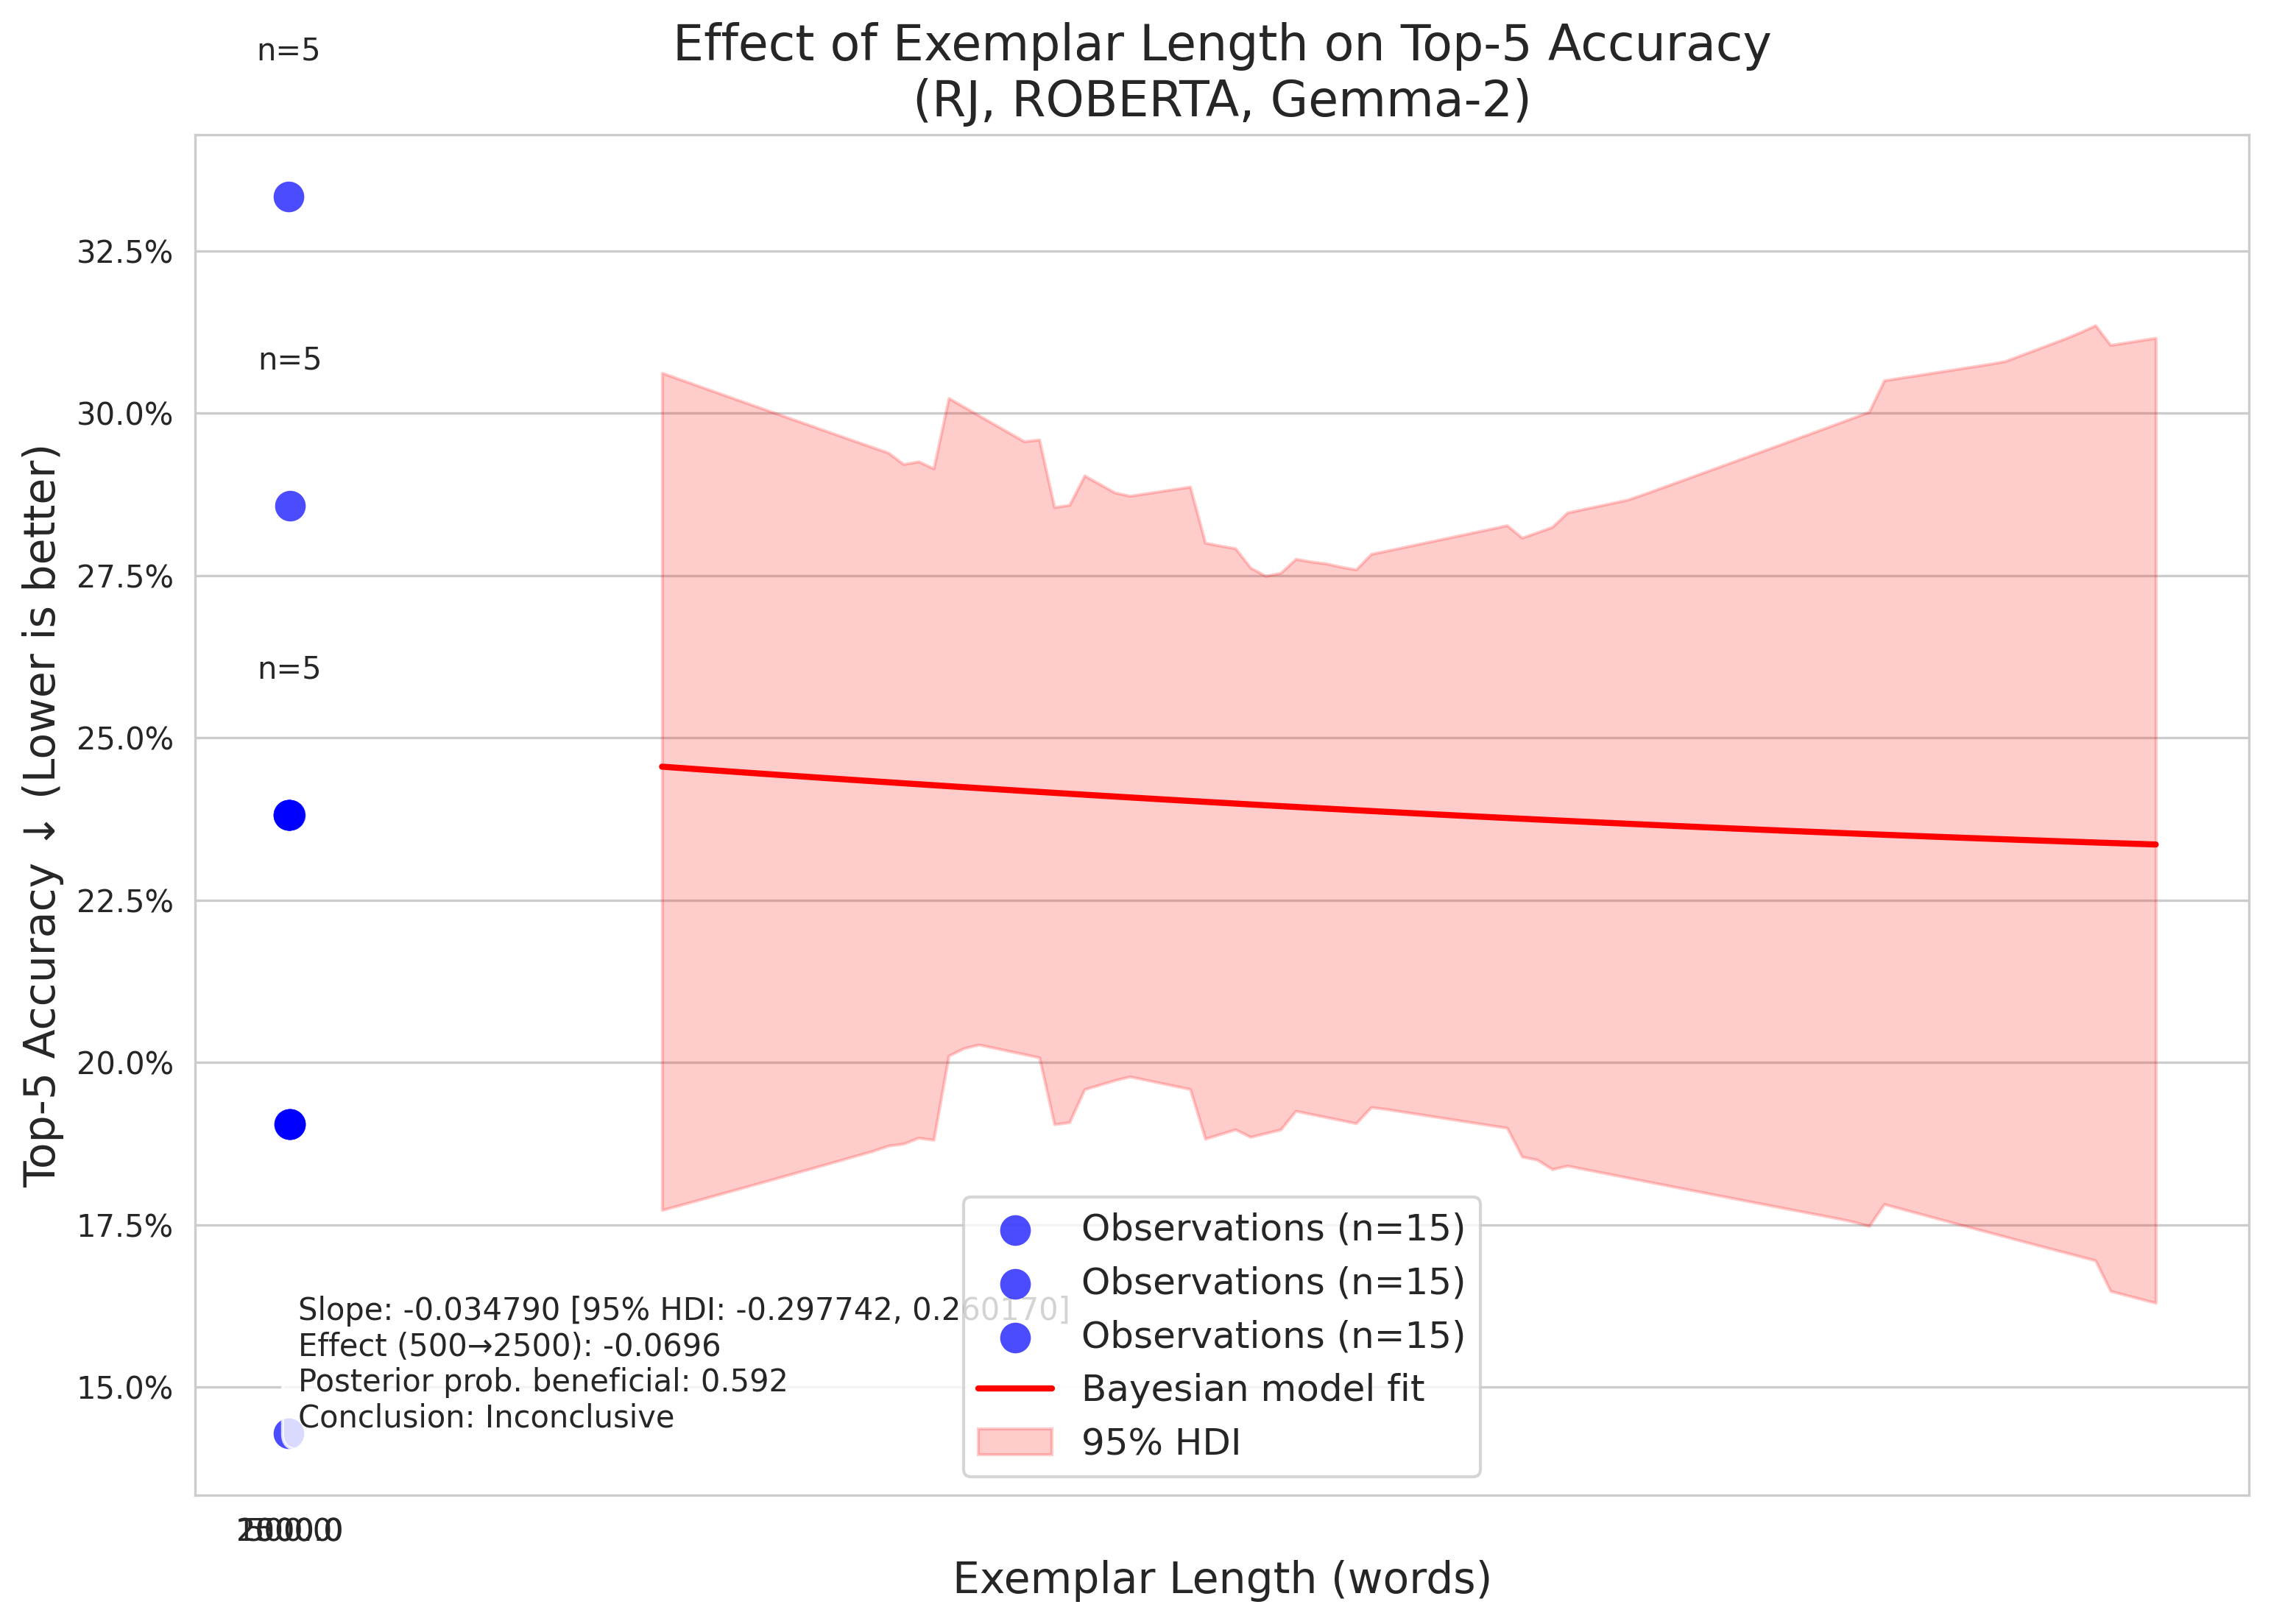 Effect of Exemplar Length on Top-5 Accuracy
(RJ, ROBERTA, Gemma-2)
n=5
n=5
n=5
Top-5 Accuracy ↓ (Lower is better)
32.5%
30.0%
27.5%
25.0%
22.5%
20.0%
17.5%
15.0%
Slope: -0.034790 [95% HDI: -0.297742, 0.260170]
Effect (500→2500): -0.0696
Posterior prob. beneficial: 0.592
Conclusion: Inconclusive
Observations (n=15)
Observations (n=15)
Observations (n=15)
Bayesian model fit
95% HDI
Exemplar Length (words)